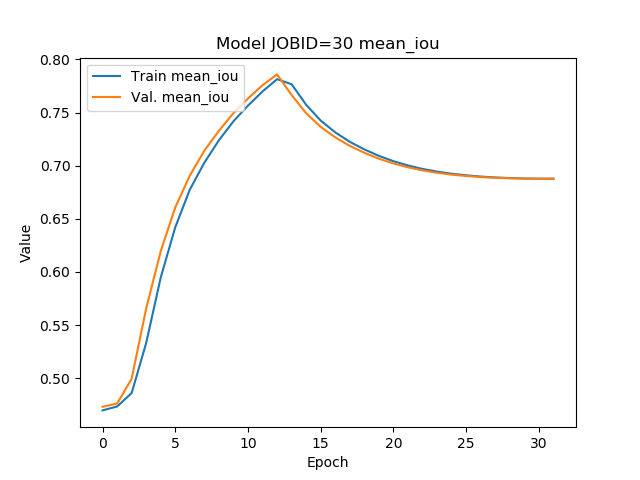 Model JOBID=30 mean_iou
Train mean_iou
Val. mean_iou
Value
0.80
0.75
0.70
0.65
0.60
0.55
0.50
0 5 10 15 20 25 30
Epoch